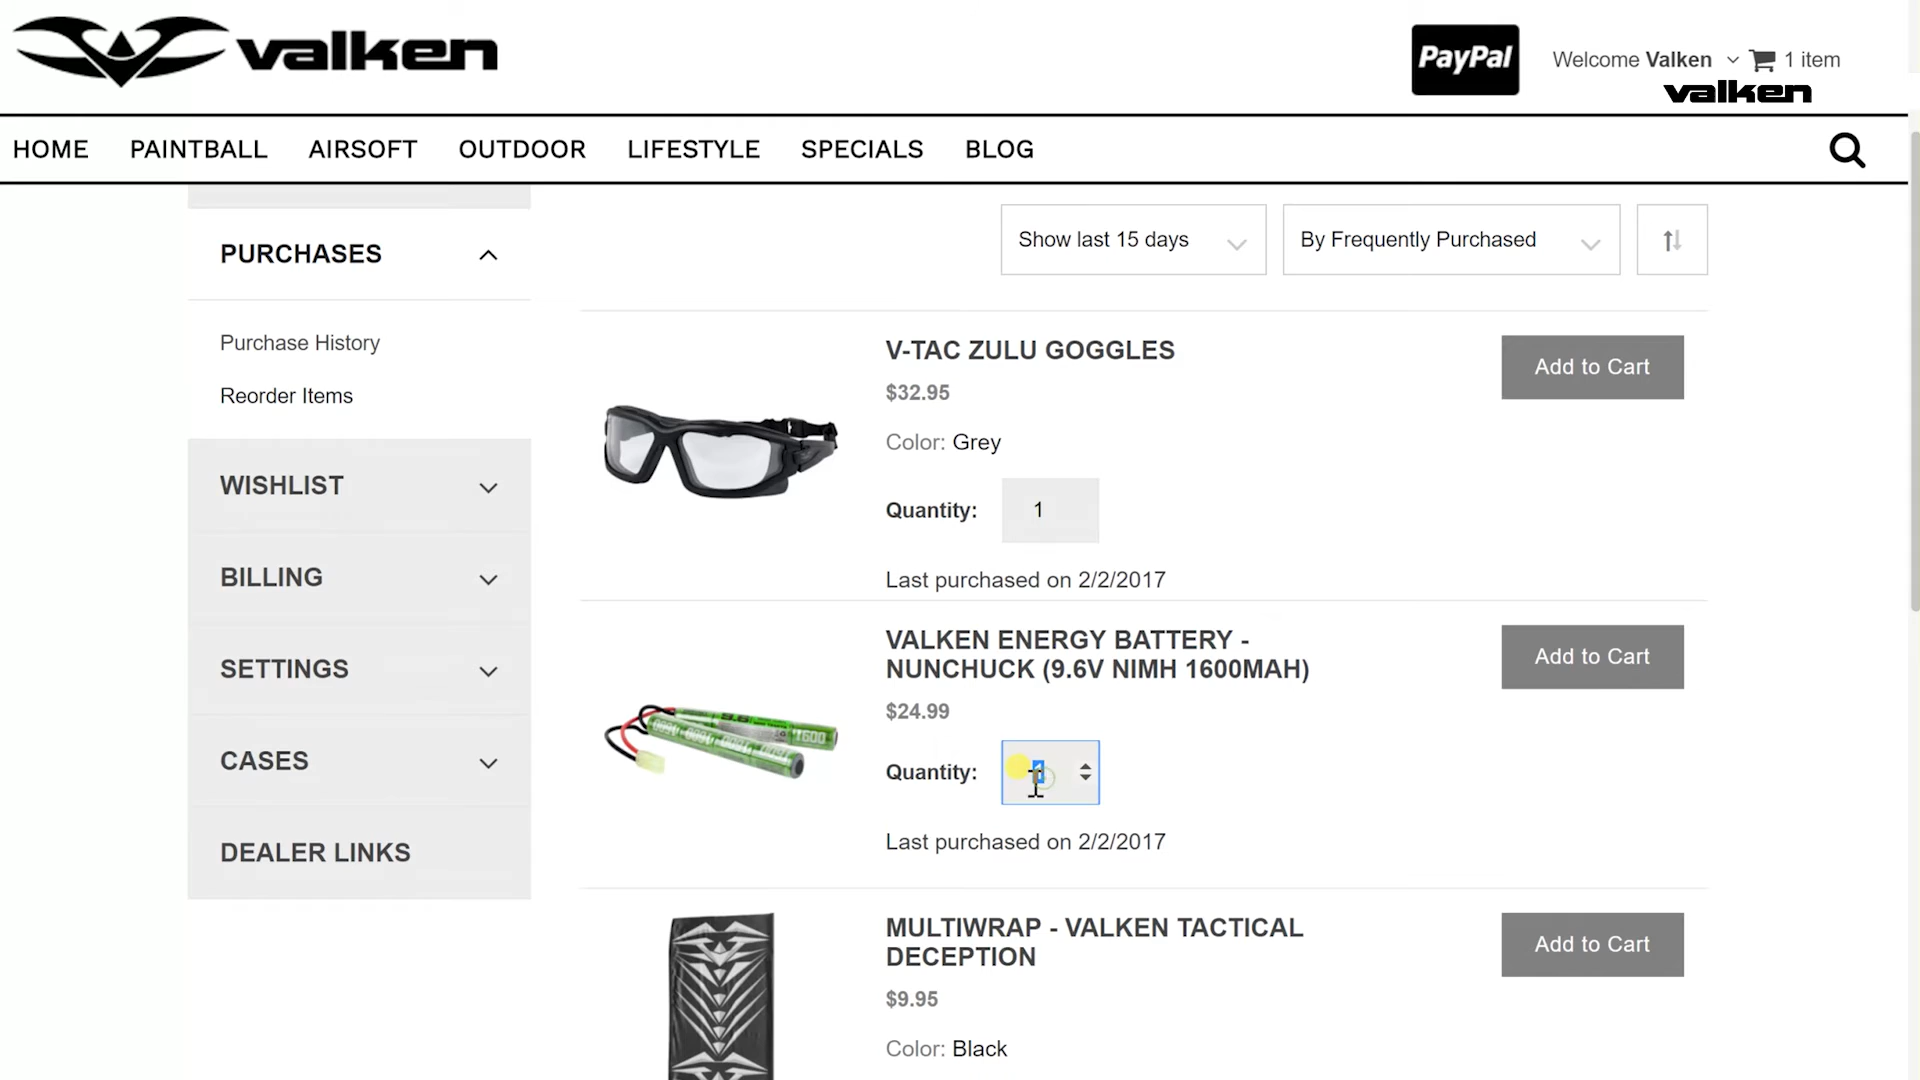 valken
PayPal
Welcome Valken
1 item
valken
HOME
PAINTBALL
AIRSOFT
OUTDOOR
LIFESTYLE
SPECIALS
BLOG
PURCHASES
Purchase History
Reorder Items
WISHLIST
BILLING
SETTINGS
CASES
DEALER LINKS
Show last 15 days
By Frequently Purchased
V-TAC ZULU GOGGLES
$32.95
Color: Grey
Quantity: 1
Last purchased on 2/2/2017
Add to Cart
VALKEN ENERGY BATTERY -
NUNCHUCK (9.6V NIMH 1600MAH)
$24.99
Quantity: 1
Last purchased on 2/2/2017
Add to Cart
9.6
1600
MULTIWRAP - VALKEN TACTICAL
DECEPTION
$9.95
Color: Black
Add to Cart